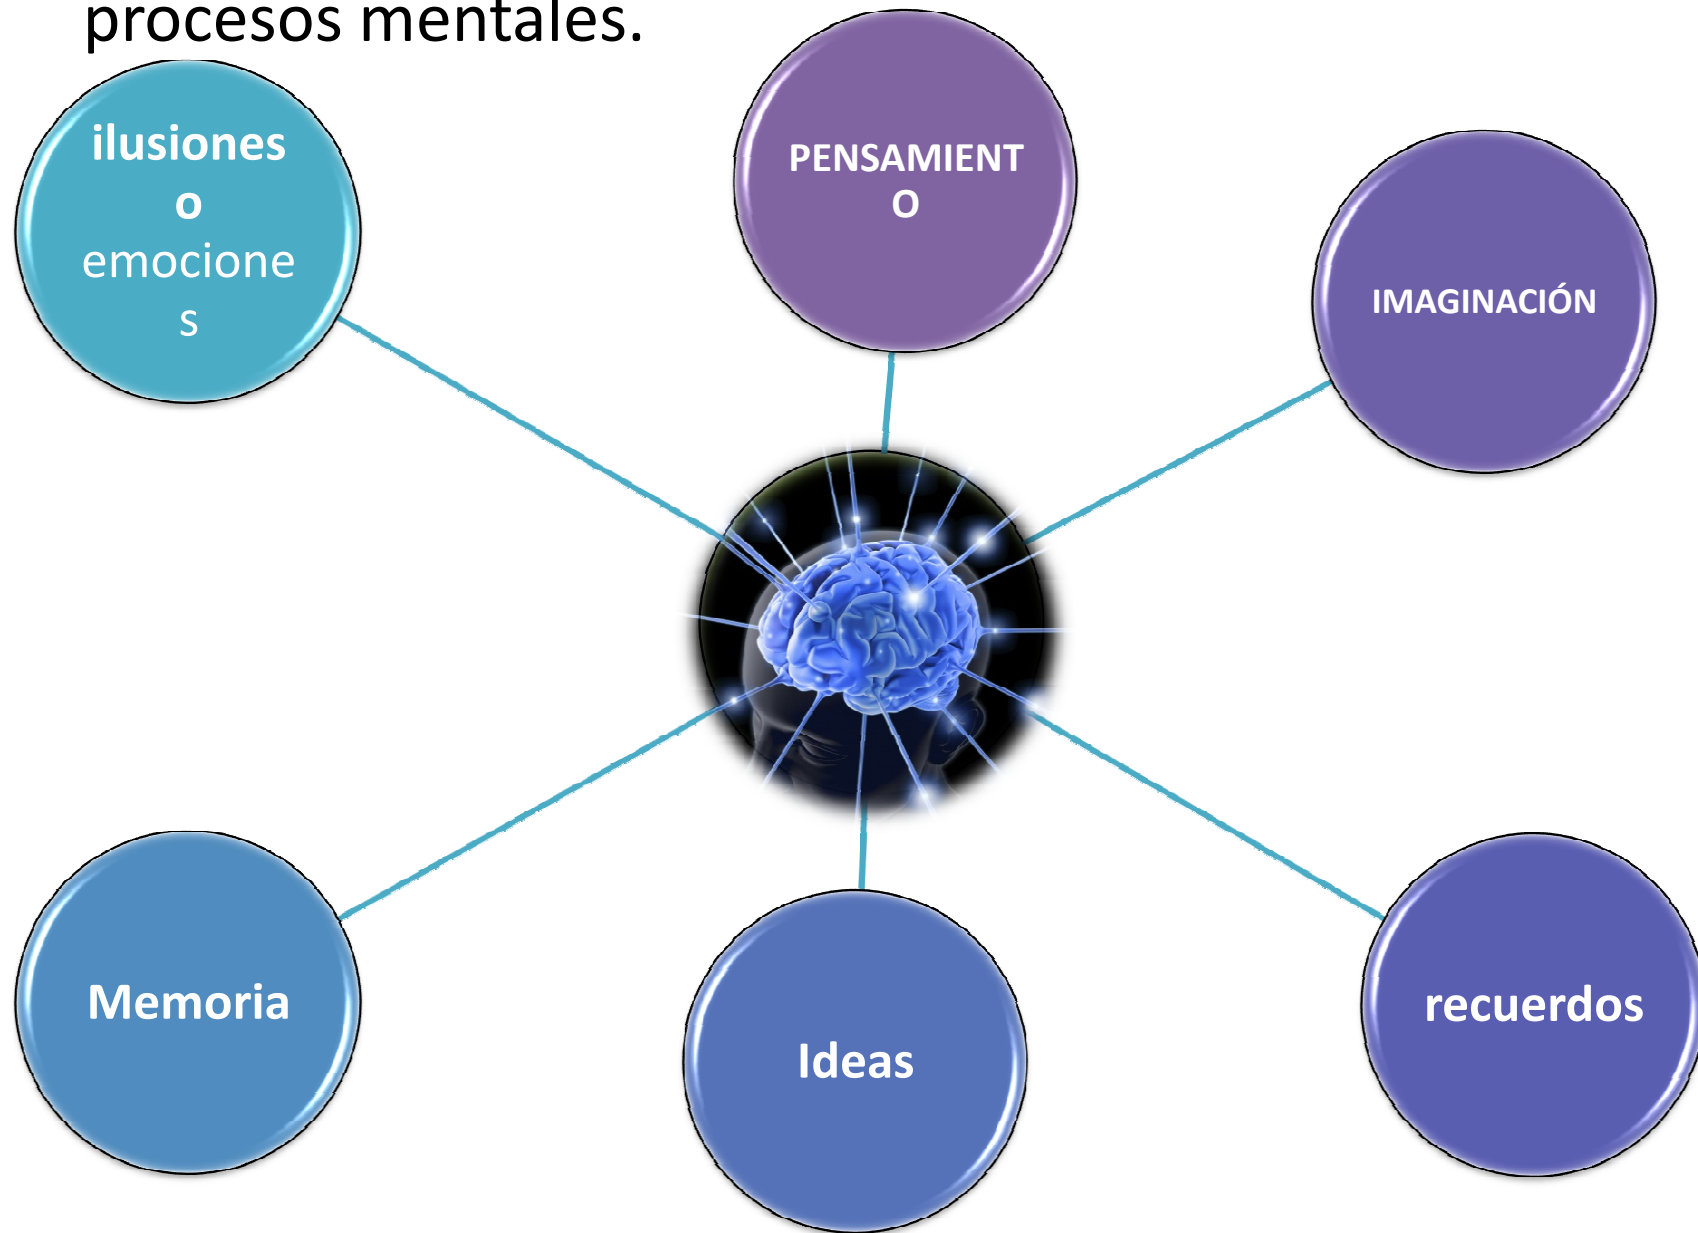 procesos mentales.
ilusiones
o
emocione
s
PENSAMIENT
O
IMAGINACIÓN
Memoria
Ideas
recuerdos